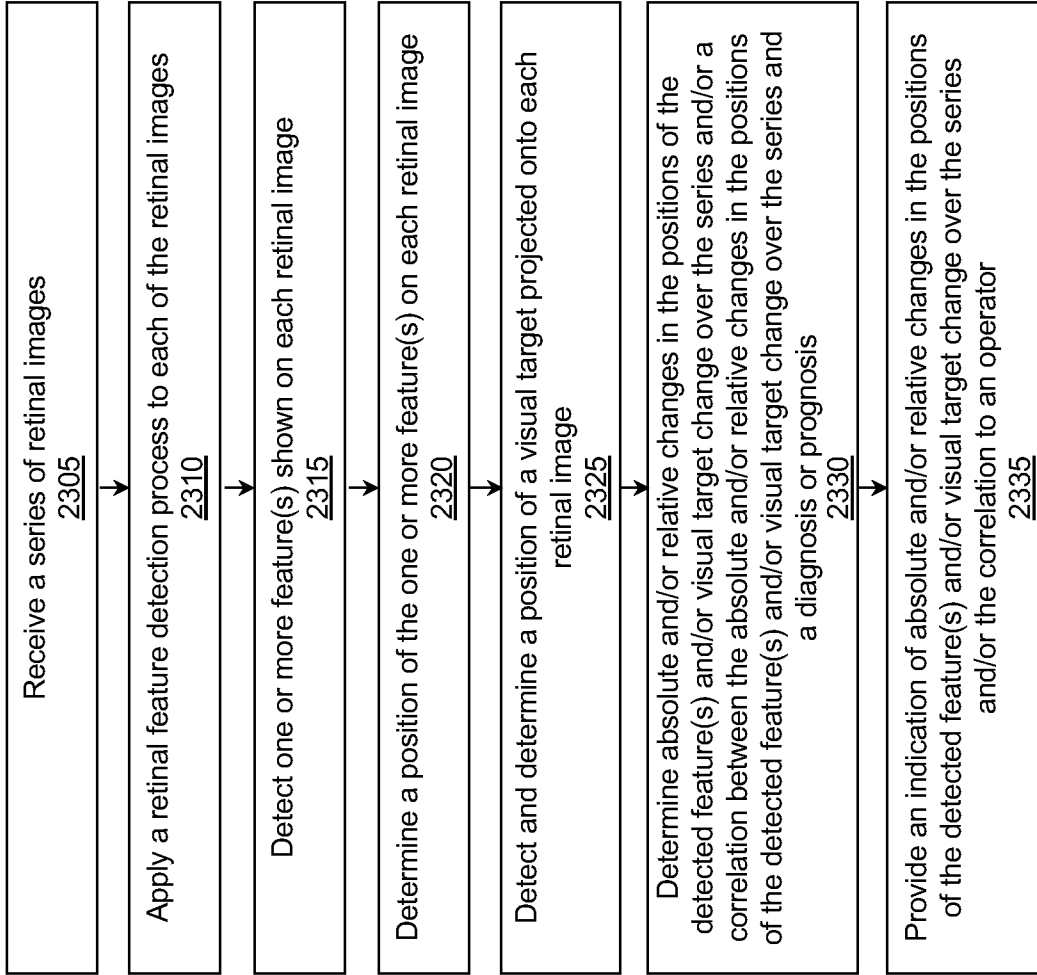 Receive a series of retinal images
2305
Apply a retinal feature detection process to each of the retinal images
2310
Detect one or more feature(s) shown on each retinal image
2315
Determine a position of the one or more feature(s) on each retinal image
2320
Detect and determine a position of a visual target projected onto each
retinal image
2325
Determine absolute and/or relative changes in the positions of the
detected feature(s) and/or visual target change over the series and/or a
correlation between the absolute and/or relative changes in the positions
of the detected feature(s) and/or visual target change over the series and
a diagnosis or prognosis
2330
Provide an indication of absolute and/or relative changes in the positions
of the detected feature(s) and/or visual target change over the series
and/or the correlation to an operator
2335